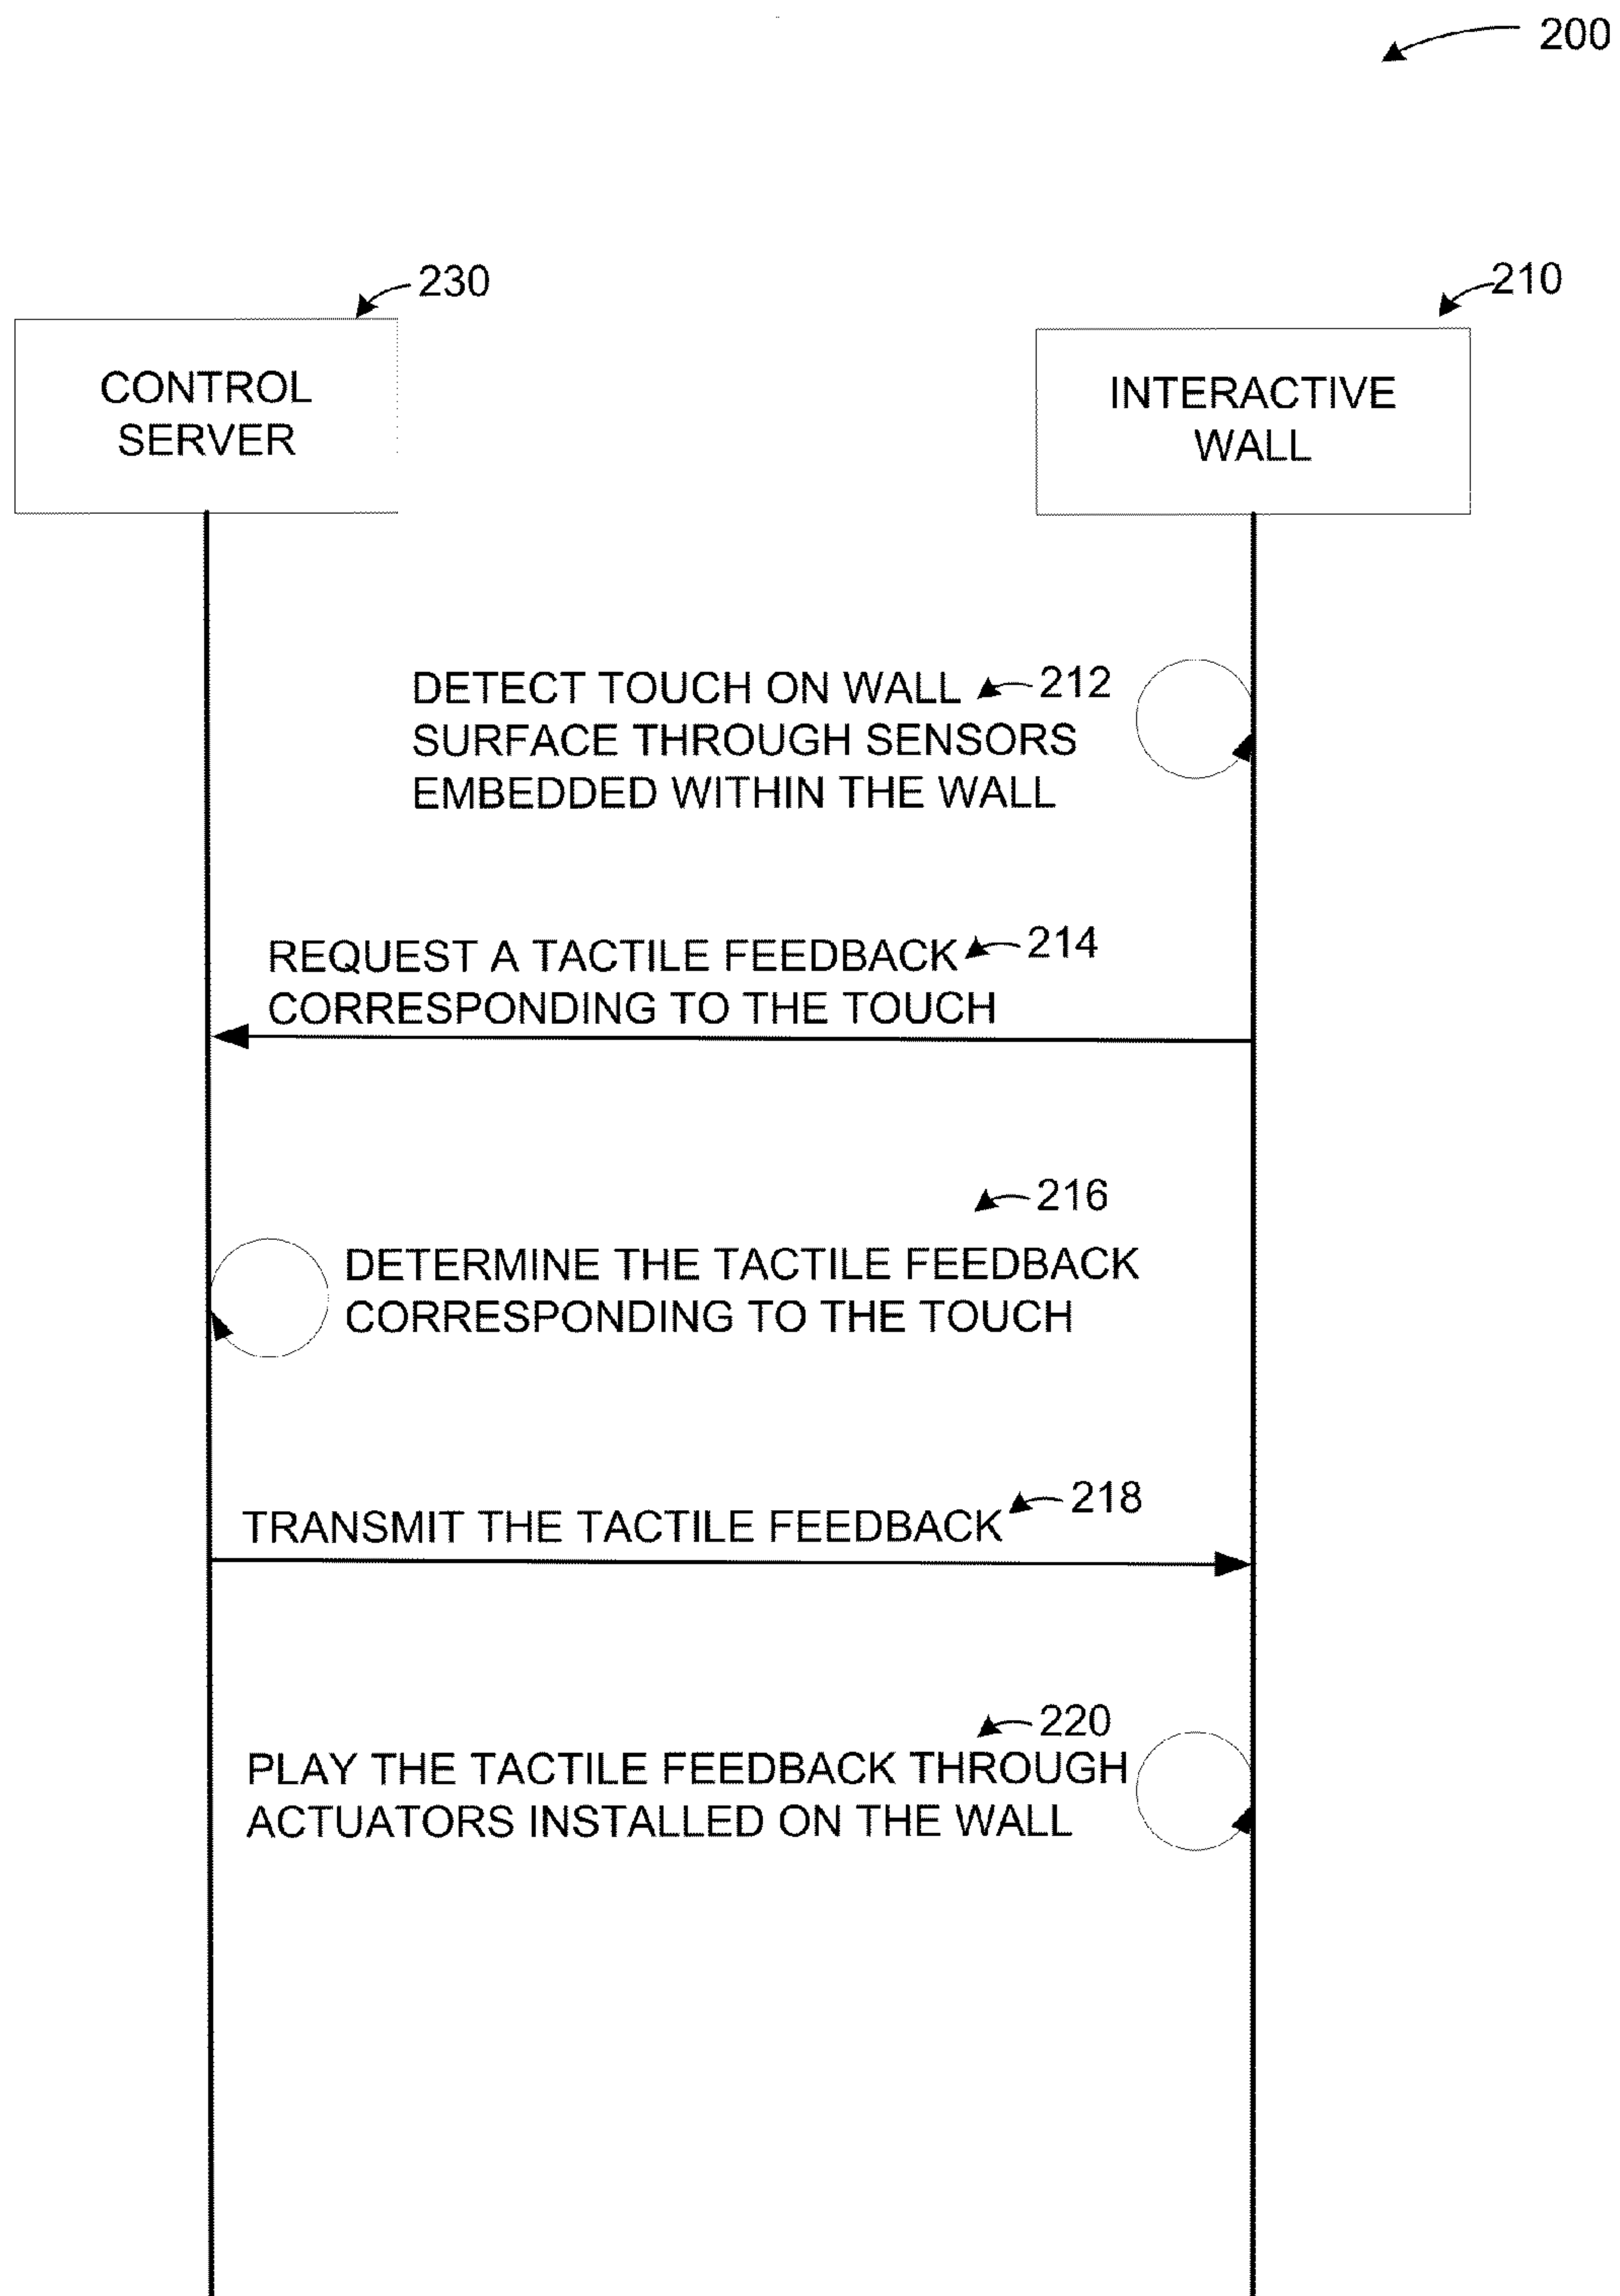 200
230
210
CONTROL
SERVER
INTERACTIVE
WALL
DETECT TOUCH ON WALL 212
SURFACE THROUGH SENSORS
EMBEDDED WITHIN THE WALL
REQUEST A TACTILE FEEDBACK 214
CORRESPONDING TO THE TOUCH
216
DETERMINE THE TACTILE FEEDBACK
CORRESPONDING TO THE TOUCH
218
TRANSMIT THE TACTILE FEEDBACK
220
PLAY THE TACTILE FEEDBACK THROUGH
ACTUATORS INSTALLED ON THE WALL